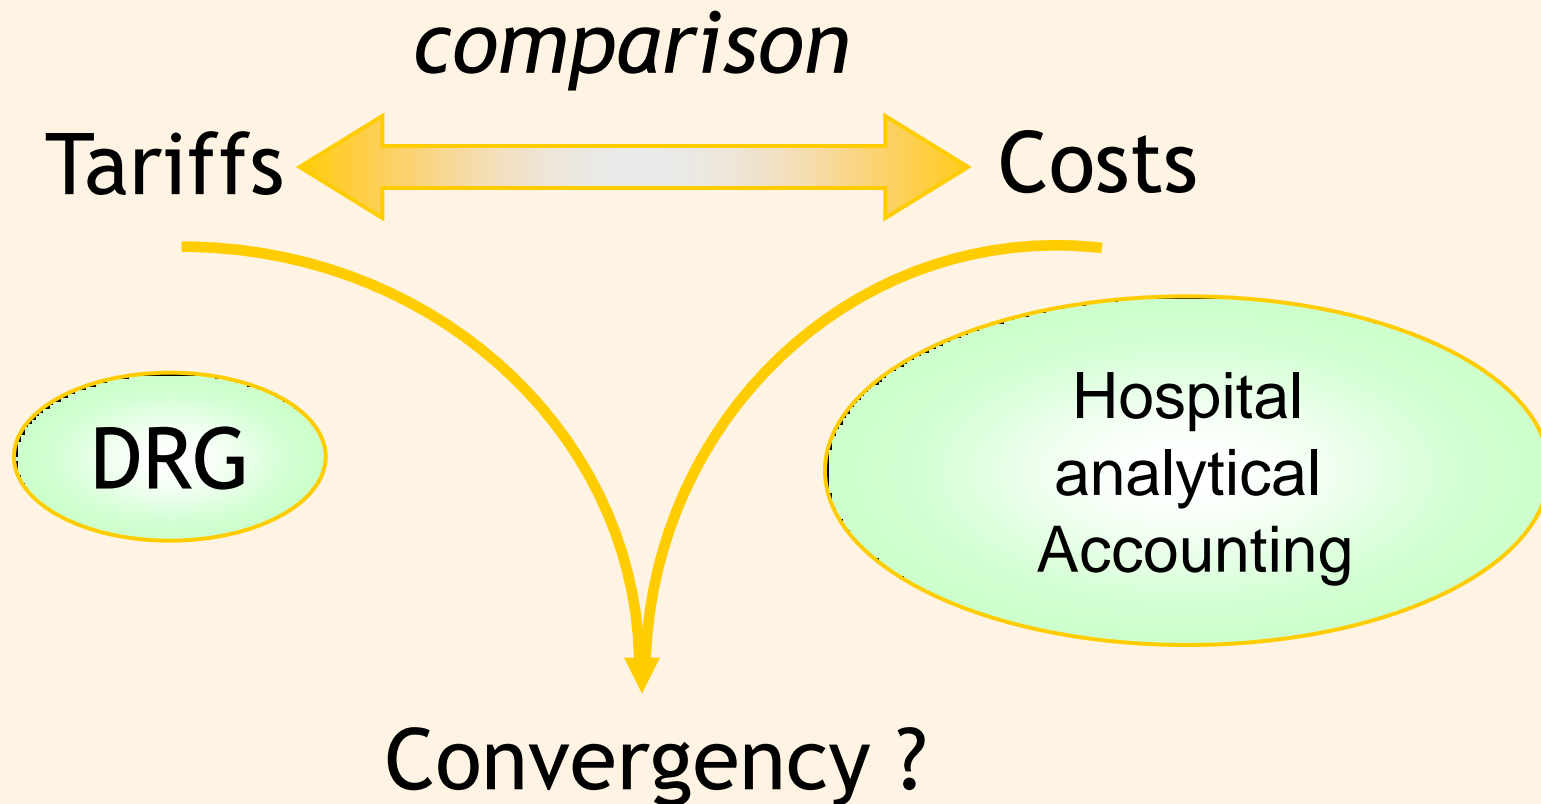 comparison
Tariffs
Costs
DRG
Hospital
analytical
Accounting
Convergency ?